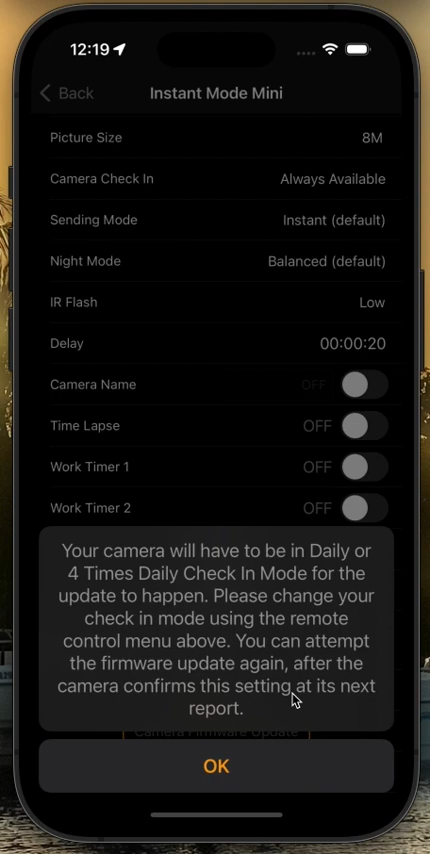 12:19
Back
Instant Mode Mini
Picture Size 8M
Camera Check In Always Available
Sending Mode Instant (default)
Night Mode Balanced (default)
IR Flash Low
Delay 00:00:20
Camera Name OFF
Time Lapse OFF
Work Timer 1 OFF
Work Timer 2 OFF
Your camera will have to be in Daily or
4 Times Daily Check In Mode for the
update to happen. Please change your
check in mode using the remote
control menu above. You can attempt
the firmware update again, after the
camera confirms this setting at its next
report.
Camera Firmware Update
OK